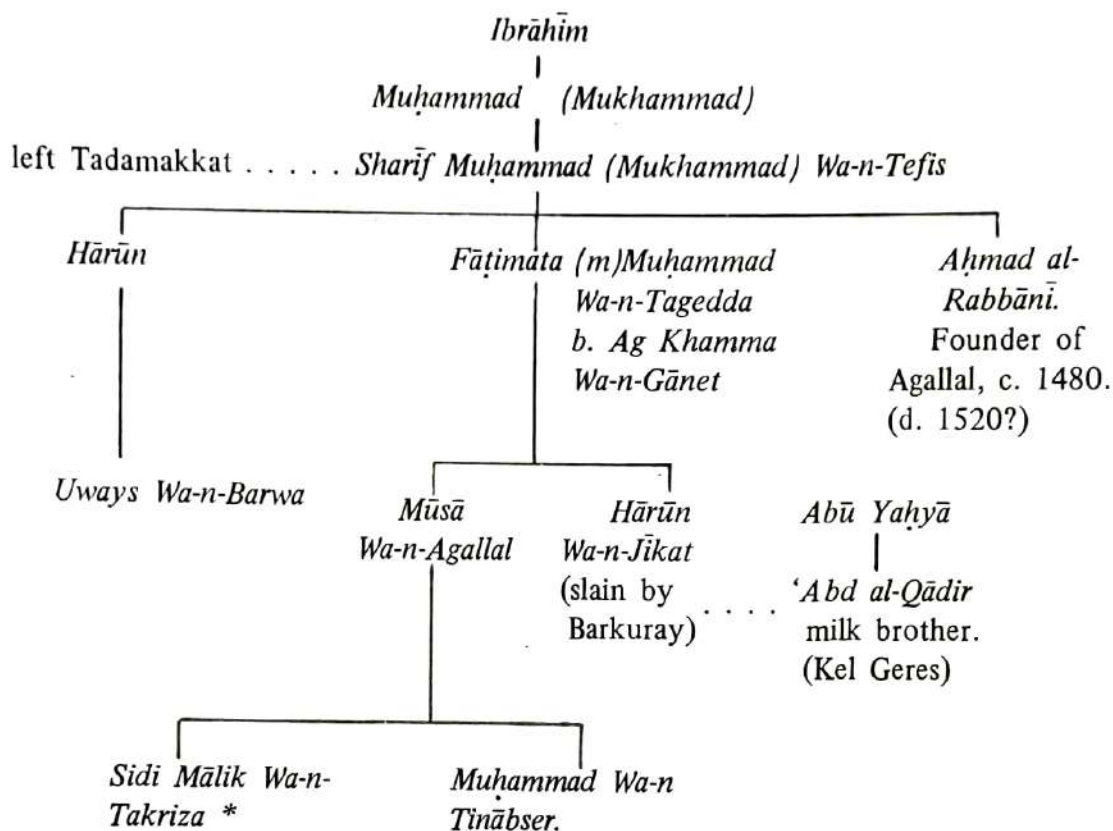 Ibrāhīm
Muḥammad (Mukhammad)
left Tadamakkat . . . . . Sharīf Muḥammad (Mukhammad) Wa-n-Tefis
Hārūn
Fāṭimata (m) Muḥammad
Wa-n-Tagedda
b. Ag Khamma
Wa-n-Gānet
Aḥmad al-
Rabbānī.
Founder of
Agallal, c. 1480.
(d. 1520?)
Uways Wa-n-Barwa
Mūsā
Wa-n-Agallal
Hārūn
Wa-n-Jīkat
(slain by
Barkuray) . . . .
Abū Yaḥyā
‘Abd al-Qādir
milk brother.
(Kel Geres)
Sidi Mālik Wa-n-
Takriza *
Muḥammad Wa-n
Tinābser.